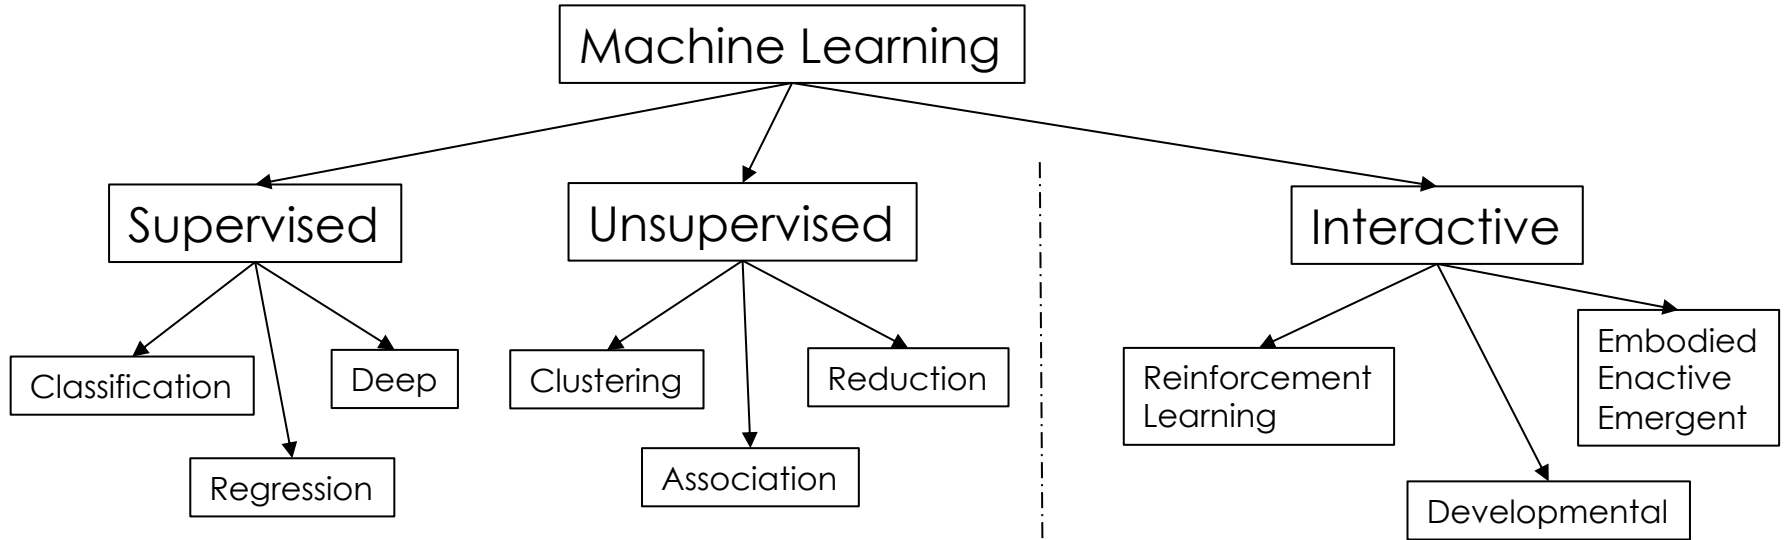 Machine Learning
Supervised
Unsupervised
Interactive
Classification
Deep
Regression
Clustering
Reduction
Association
Reinforcement
Learning
Embodied
Enactive
Emergent
Developmental